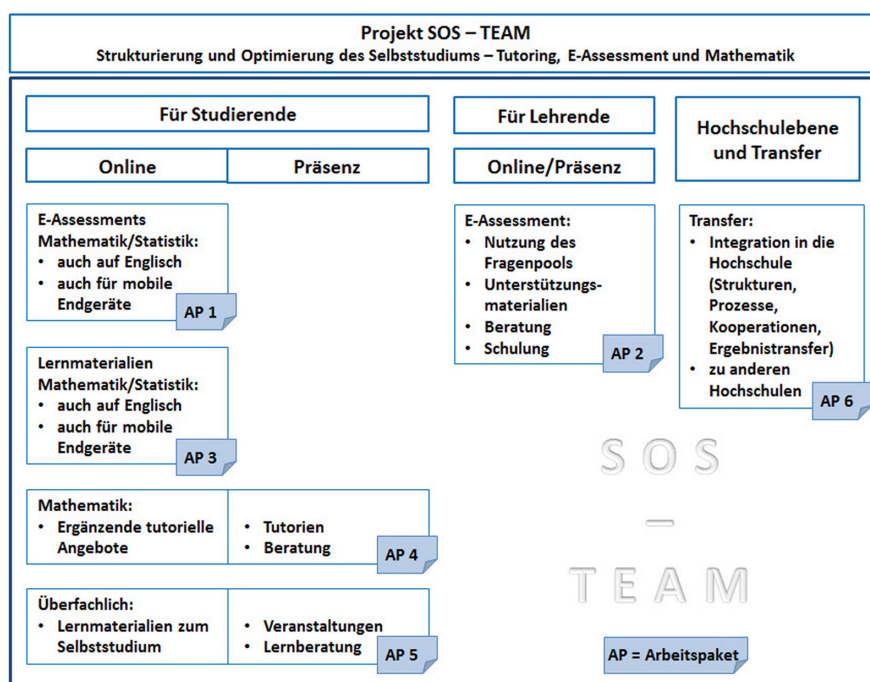 Projekt SOS – TEAM
Strukturierung und Optimierung des Selbststudiums – Tutoring, E-Assessment und Mathematik
Für Studierende
Online
Präsenz
E-Assessments
Mathematik/Statistik:
• auch auf Englisch
• auch für mobile
Endgeräte
AP 1
Lernmaterialien
Mathematik/Statistik:
• auch auf Englisch
• auch für mobile
Endgeräte
AP 3
Mathematik:
• Ergänzende tutorielle
Angebote
• Tutorien
• Beratung
AP 4
Überfachlich:
• Lernmaterialien zum
Selbststudium
• Veranstaltungen
• Lernberatung
AP 5
Für Lehrende
Online/Präsenz
E-Assessment:
• Nutzung des
Fragenpools
• Unterstützungs-
materialien
• Beratung
• Schulung
AP 2
Hochschulebene
und Transfer
Transfer:
• Integration in die
Hochschule
(Strukturen,
Prozesse,
Kooperationen,
Ergebnistransfer)
• zu anderen
Hochschulen
AP 6
SOS
–
TEAM
AP = Arbeitspaket